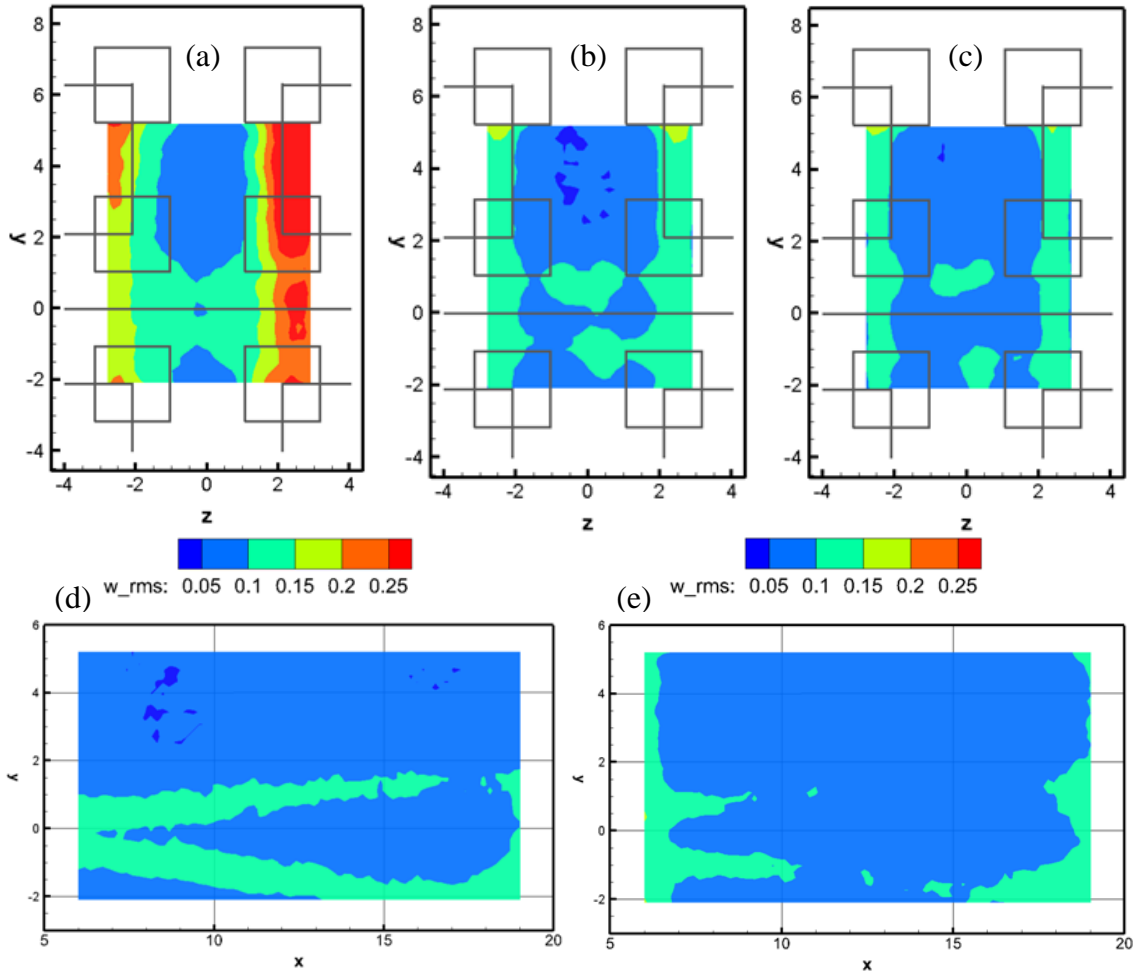 (a) (b) (c)
8 8 8
6 6 6
4 4 4
y y y
2 2 2
0 0 0
-2 -2 -2
-4 -4 -4
-4 -2 0 2 4 -4 -2 0 2 4 -4 -2 0 2 4
z z z
w_rms: 0.05 0.1 0.15 0.2 0.25 w_rms: 0.05 0.1 0.15 0.2 0.25
(d) (e)
6 6
4 4
2 2
y y
0 0
-2 -2
5 10 15 20 5 10 15 20
x x